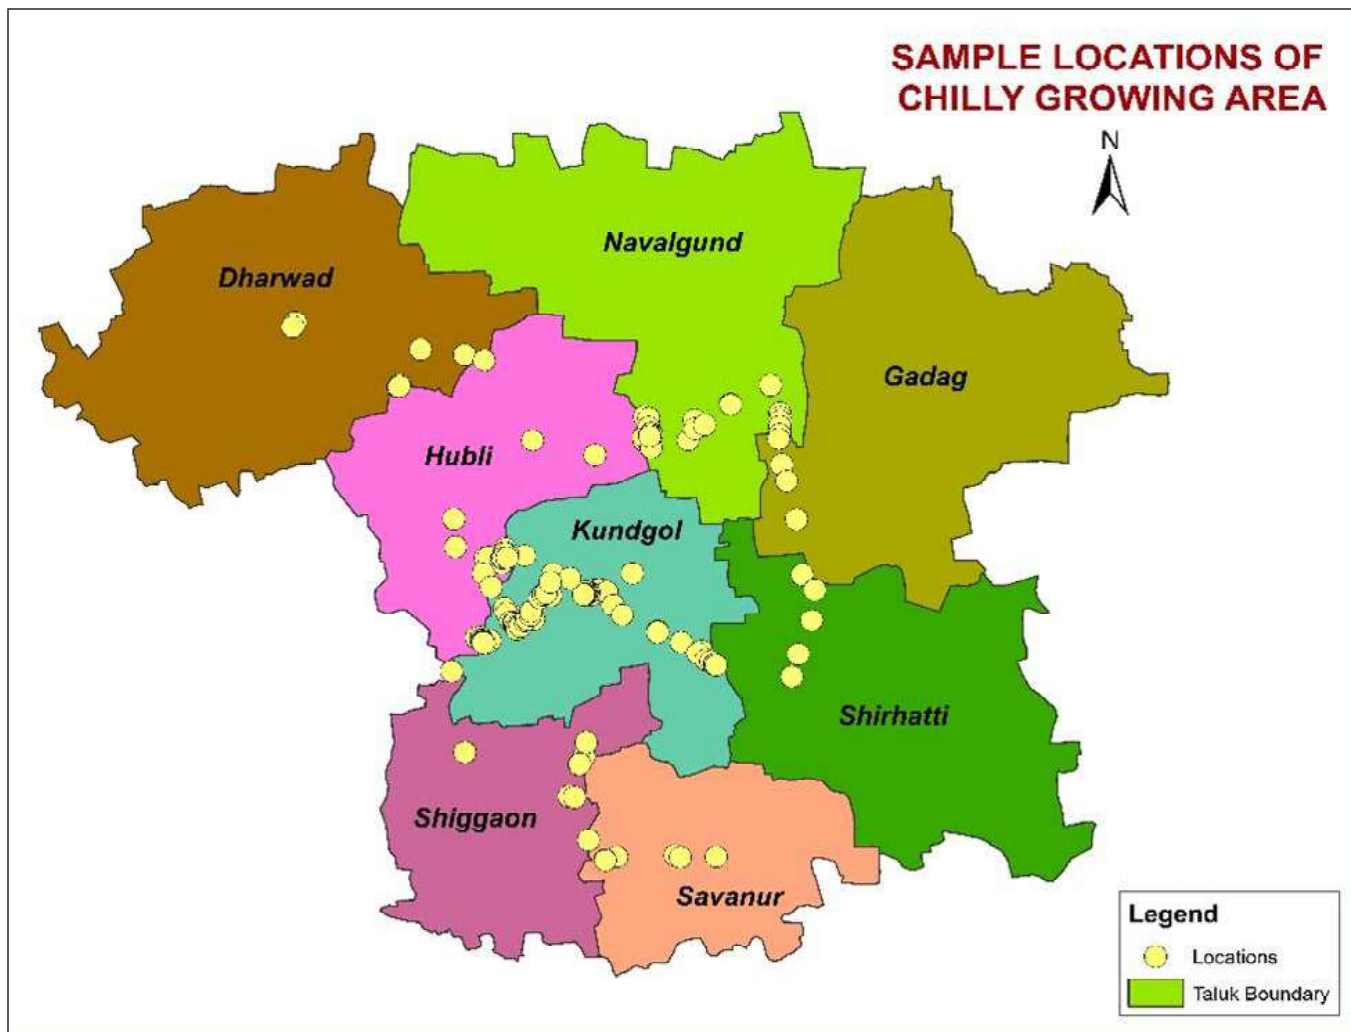 SAMPLE LOCATIONS OF
CHILLY GROWING AREA
N
Navalgund
Dharwad
Gadag
Hubli
Kundgol
Shirhatti
Shiggaon
Savanur
Legend
Locations
Taluk Boundary